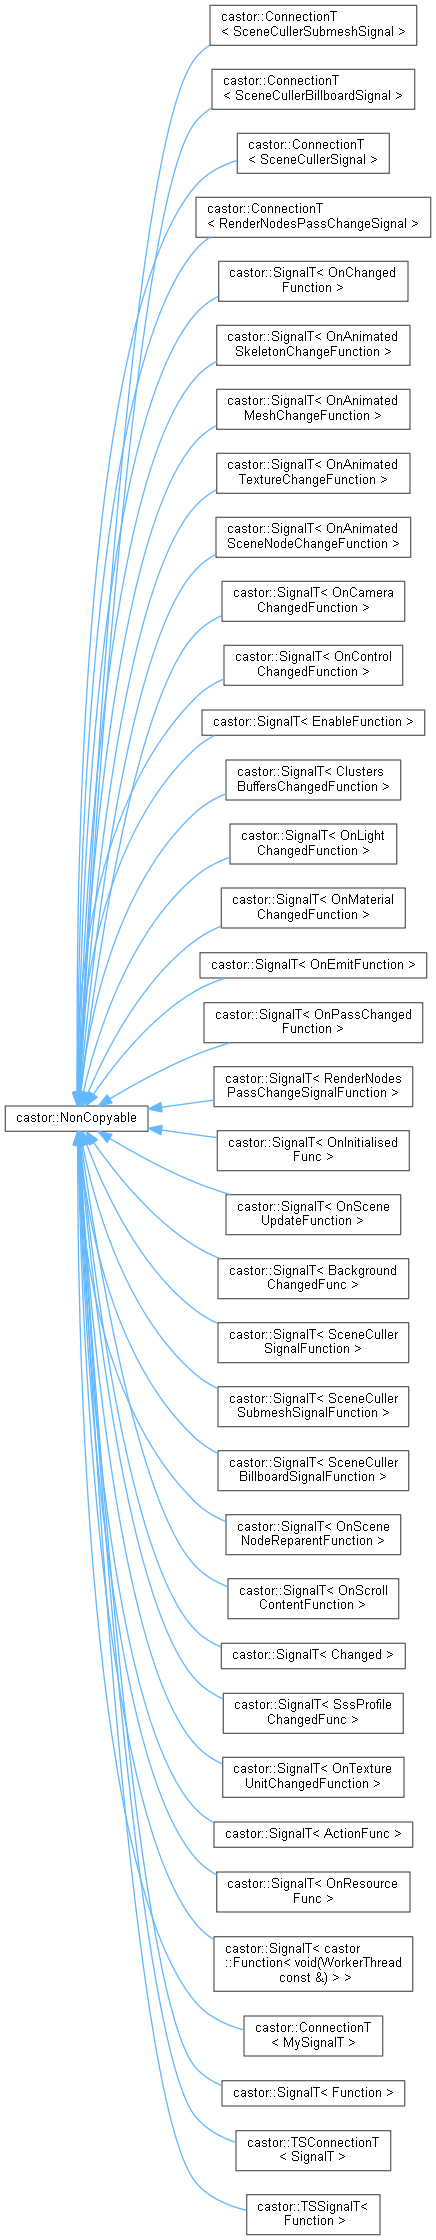 castor::ConnectionT
< SceneCullerSubmeshSignal >
castor::ConnectionT
< SceneCullerBillboardSignal >
castor::ConnectionT
< SceneCullerSignal >
castor::ConnectionT
< RenderNodesPassChangeSignal >
castor::SignalT< OnChanged
Function >
castor::SignalT< OnAnimated
SkeletonChangeFunction >
castor::SignalT< OnAnimated
MeshChangeFunction >
castor::SignalT< OnAnimated
TextureChangeFunction >
castor::SignalT< OnAnimated
SceneNodeChangeFunction >
castor::SignalT< OnCamera
ChangedFunction >
castor::SignalT< OnControl
ChangedFunction >
castor::SignalT< EnableFunction >
castor::SignalT< Clusters
BuffersChangedFunction >
castor::SignalT< OnLight
ChangedFunction >
castor::SignalT< OnMaterial
ChangedFunction >
castor::SignalT< OnEmitFunction >
castor::SignalT< OnPassChanged
Function >
castor::SignalT< RenderNodes
PassChangeSignalFunction >
castor::NonCopyable
castor::SignalT< OnInitialised
Func >
castor::SignalT< OnScene
UpdateFunction >
castor::SignalT< Background
ChangedFunc >
castor::SignalT< SceneCuller
SignalFunction >
castor::SignalT< SceneCuller
SubmeshSignalFunction >
castor::SignalT< SceneCuller
BillboardSignalFunction >
castor::SignalT< OnScene
NodeReparentFunction >
castor::SignalT< OnScroll
ContentFunction >
castor::SignalT< Changed >
castor::SignalT< SssProfile
ChangedFunc >
castor::SignalT< OnTexture
UnitChangedFunction >
castor::SignalT< ActionFunc >
castor::SignalT< OnResource
Func >
castor::SignalT< castor
::Function< void(WorkerThread
const &) > >
castor::ConnectionT
< MySignalT >
castor::SignalT< Function >
castor::TSConnectionT
< SignalT >
castor::TSSignalT<
Function >